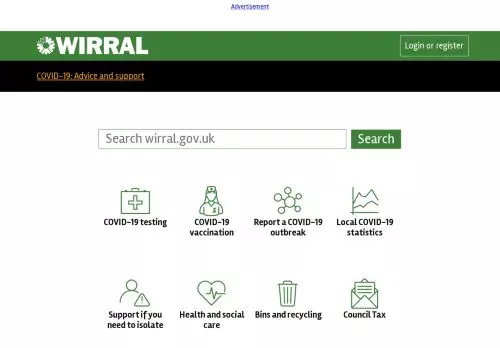 Advertisement
WIRRAL
Login or register
COVID-19: Advice and support
Search wirral.gov.uk
Search
COVID-19 testing
COVID-19
vaccination
Report a COVID-19
outbreak
Local COVID-19
statistics
Support if you
need to isolate
Health and social
care
Bins and recycling
Council Tax